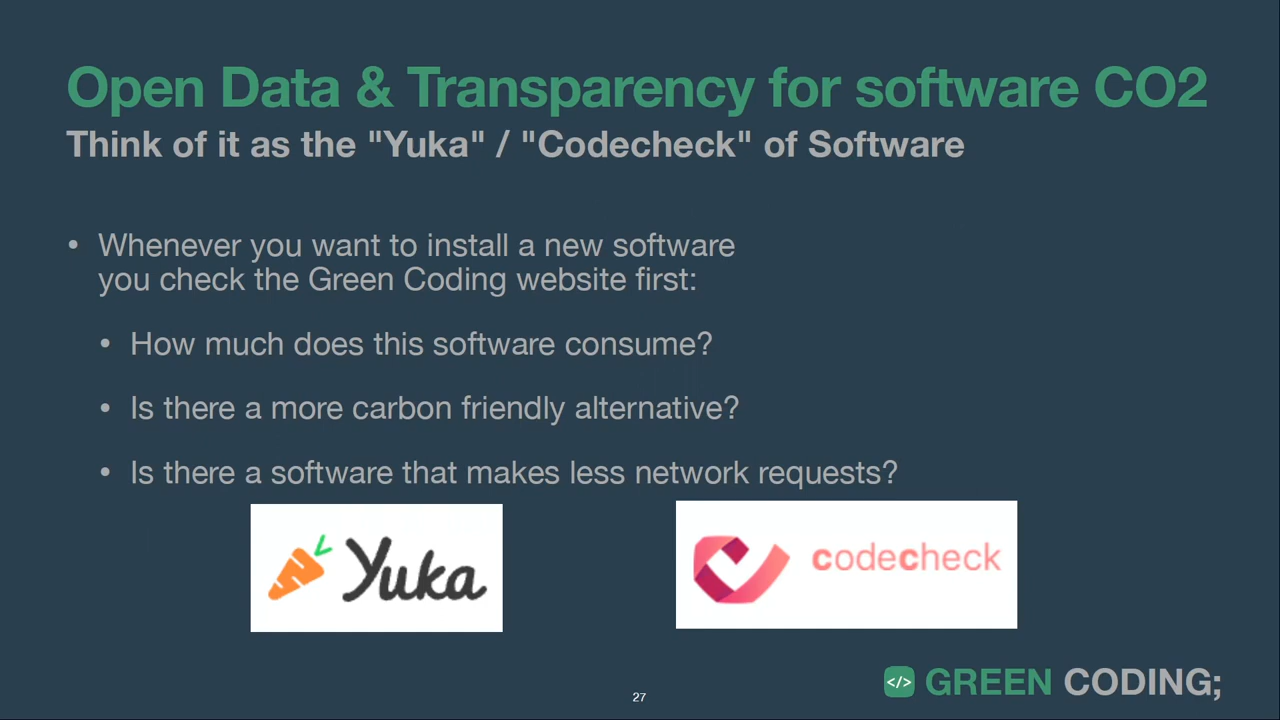 Open Data & Transparency for software CO2
Think of it as the "Yuka" / "Codecheck" of Software
• Whenever you want to install a new software
you check the Green Coding website first:
• How much does this software consume?
• Is there a more carbon friendly alternative?
• Is there a software that makes less network requests?
Yuka
codecheck
</> GREEN CODING;
27